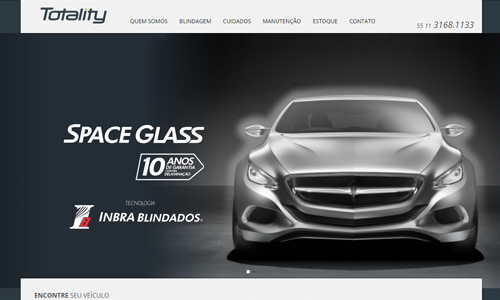 Totality
QUEM SOMOS BLINDAGEM CUIDADOS MANUTENÇÃO ESTOQUE CONTATO
55 11 3168.1133
SPACE GLASS
10 ANOS
DE GARANTIA
DELAMINAÇÃO
TECNOLOGIA
INBRA BLINDADOS
ENCONTRE SEU VEÍCULO